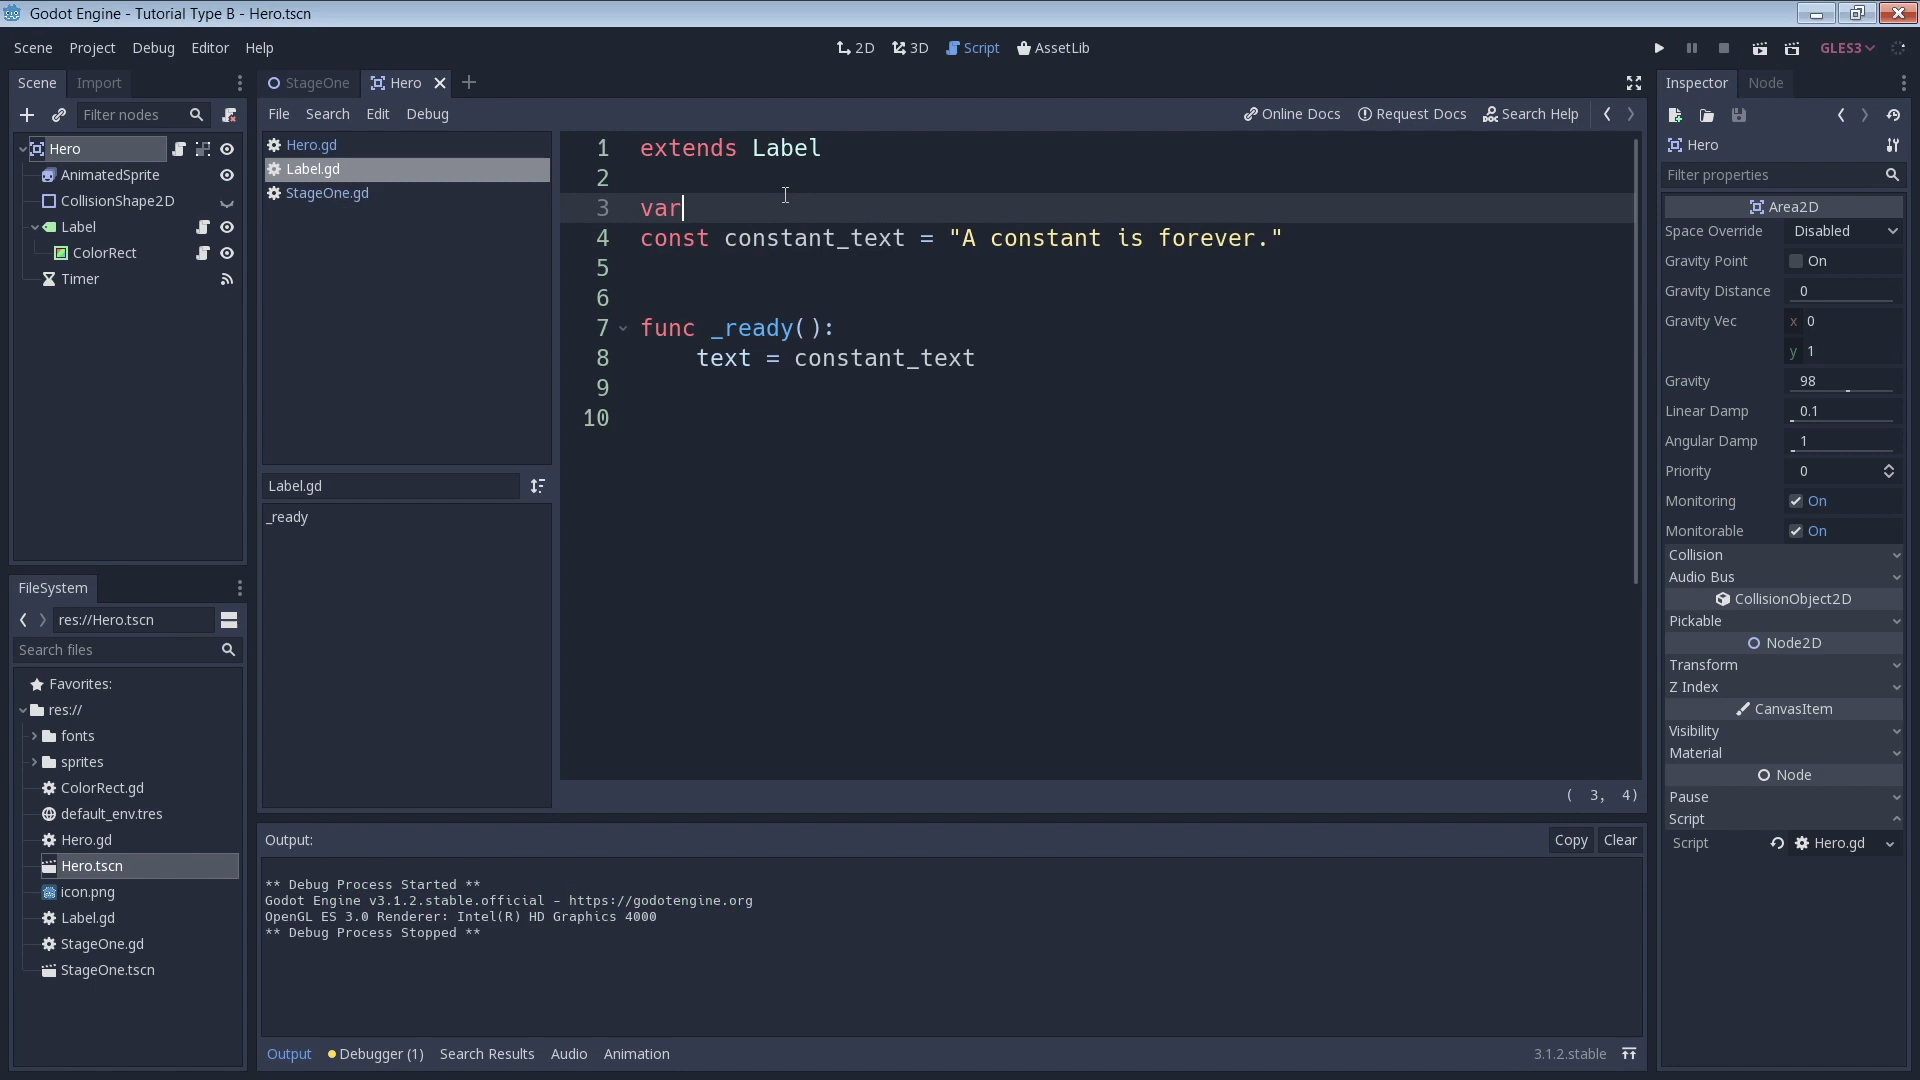 Godot Engine - Tutorial Type B - Hero.tscn
Scene Project Debug Editor Help
2D 3D Script AssetLib
GLES3
Scene Import
Filter nodes
Hero
AnimatedSprite
CollisionShape2D
Label
ColorRect
Timer
FileSystem
res://Hero.tscn
Search files
Favorites:
res://
fonts
sprites
ColorRect.gd
default_env.tres
Hero.gd
Hero.tscn
icon.png
Label.gd
StageOne.gd
StageOne.tscn
StageOne Hero
File Search Edit Debug
Online Docs Request Docs Search Help
Hero.gd
Label.gd
StageOne.gd
Label.gd
_ready
1 extends Label
2
3 var
4 const constant_text = "A constant is forever."
5
6
7 func _ready():
8 text = constant_text
9
10
( 3, 4)
Output:
Copy Clear
** Debug Process Started **
Godot Engine v3.1.2.stable.official - https://godotengine.org
OpenGL ES 3.0 Renderer: Intel(R) HD Graphics 4000
** Debug Process Stopped **
Output Debugger (1) Search Results Audio Animation
3.1.2.stable
Inspector Node
Hero
Filter properties
Area2D
Space Override Disabled
Gravity Point On
Gravity Distance 0
Gravity Vec x 0
y 1
Gravity 98
Linear Damp 0.1
Angular Damp 1
Priority 0
Monitoring On
Monitorable On
Collision
Audio Bus
CollisionObject2D
Pickable
Node2D
Transform
Z Index
CanvasItem
Visibility
Material
Node
Pause
Script
Script Hero.gd